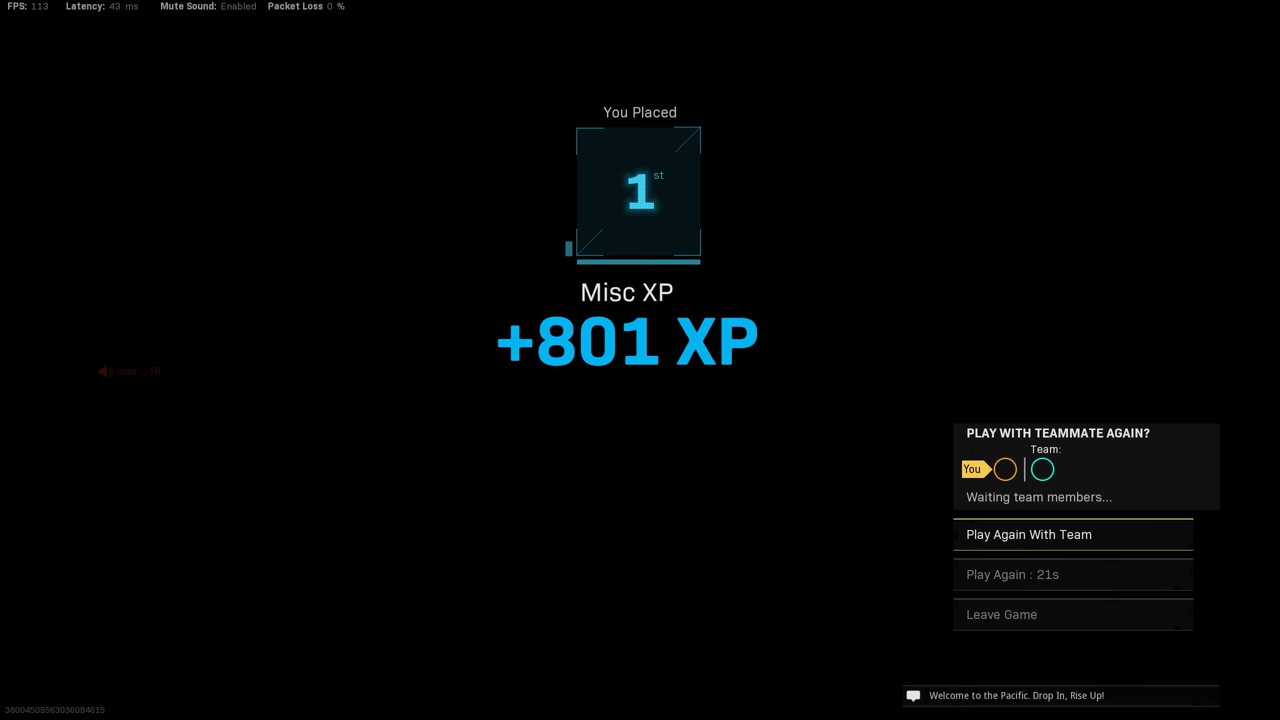 FPS: 113 Latency: 43 ms Mute Sound: Enabled Packet Loss 0 %
You Placed
1st
Misc XP
+801 XP
PLAY WITH TEAMMATE AGAIN?
Team:
You
Waiting team members...
Play Again With Team
Play Again : 21s
Leave Game
Welcome to the Pacific. Drop In, Rise Up!